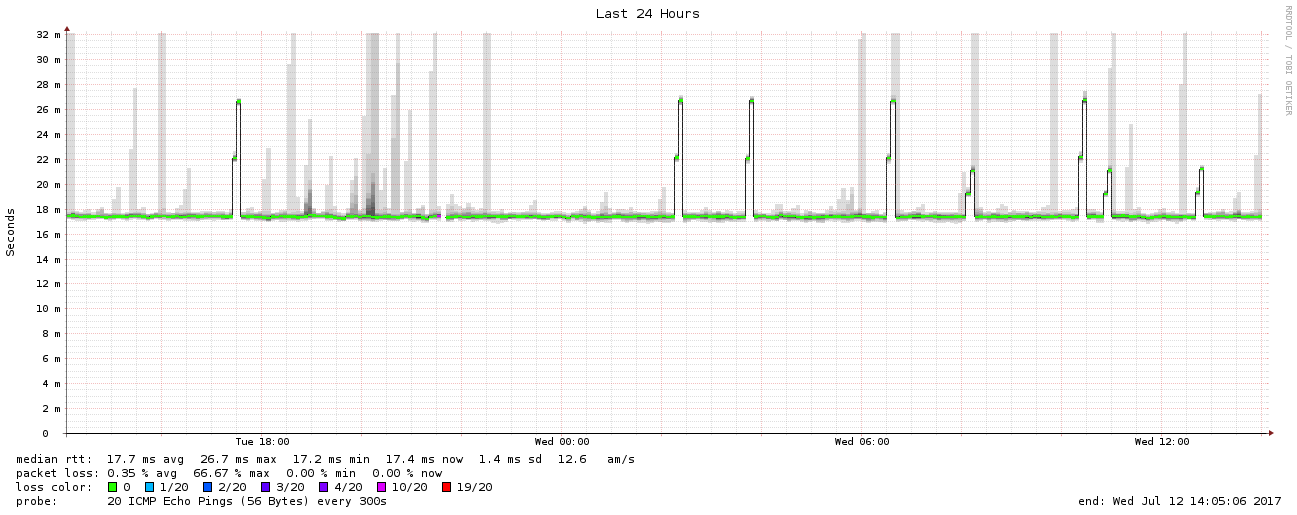 Last 24 Hours
RRDTOOL / TOBI OETIKER
Seconds
32 m
30 m
28 m
26 m
24 m
22 m
20 m
18 m
16 m
14 m
12 m
10 m
8 m
6 m
4 m
2 m
0
Tue 18:00 Wed 00:00 Wed 06:00 Wed 12:00
median rtt: 17.7 ms avg 26.7 ms max 17.2 ms min 17.4 ms now 1.4 ms sd 12.6 am/s
packet loss: 0.35 % avg 66.67 % max 0.00 % min 0.00 % now
loss color: 0 1/20 2/20 3/20 4/20 10/20 19/20
probe: 20 ICMP Echo Pings (56 Bytes) every 300s end: Wed Jul 12 14:05:06 2017